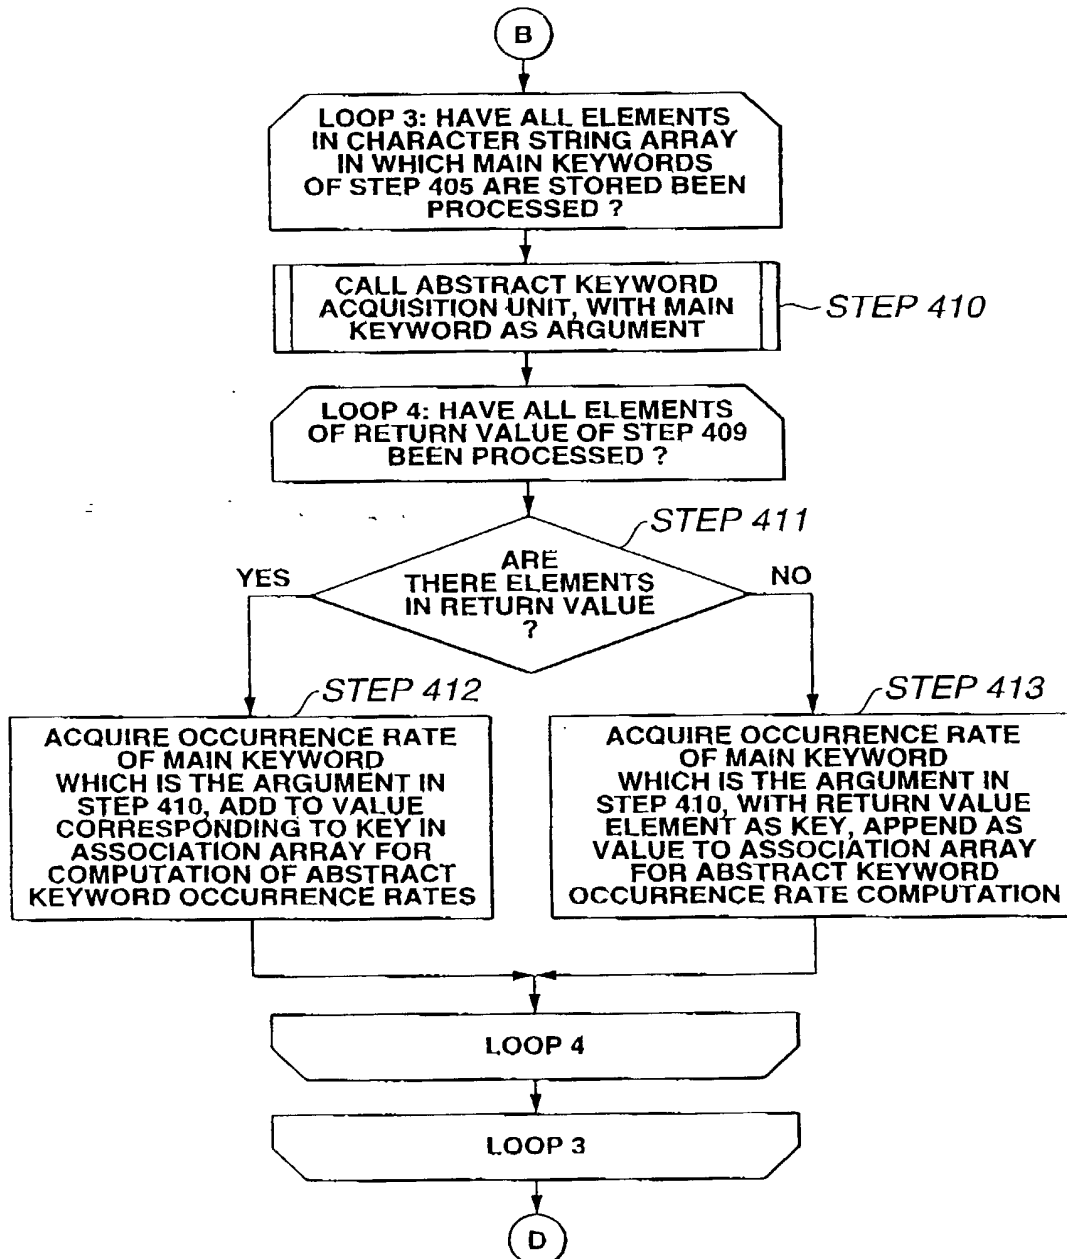 B
LOOP 3: HAVE ALL ELEMENTS
IN CHARACTER STRING ARRAY
IN WHICH MAIN KEYWORDS
OF STEP 405 ARE STORED BEEN
PROCESSED ?
CALL ABSTRACT KEYWORD
ACQUISITION UNIT, WITH MAIN
KEYWORD AS ARGUMENT
STEP 410
LOOP 4: HAVE ALL ELEMENTS
OF RETURN VALUE OF STEP 409
BEEN PROCESSED ?
STEP 411
ARE
THERE ELEMENTS
IN RETURN VALUE
?
YES
NO
STEP 412
ACQUIRE OCCURRENCE RATE
OF MAIN KEYWORD
WHICH IS THE ARGUMENT IN
STEP 410, ADD TO VALUE
CORRESPONDING TO KEY IN
ASSOCIATION ARRAY FOR
COMPUTATION OF ABSTRACT
KEYWORD OCCURRENCE RATES
STEP 413
ACQUIRE OCCURRENCE RATE
OF MAIN KEYWORD
WHICH IS THE ARGUMENT IN
STEP 410, WITH RETURN VALUE
ELEMENT AS KEY, APPEND AS
VALUE TO ASSOCIATION ARRAY
FOR ABSTRACT KEYWORD
OCCURRENCE RATE COMPUTATION
LOOP 4
LOOP 3
D